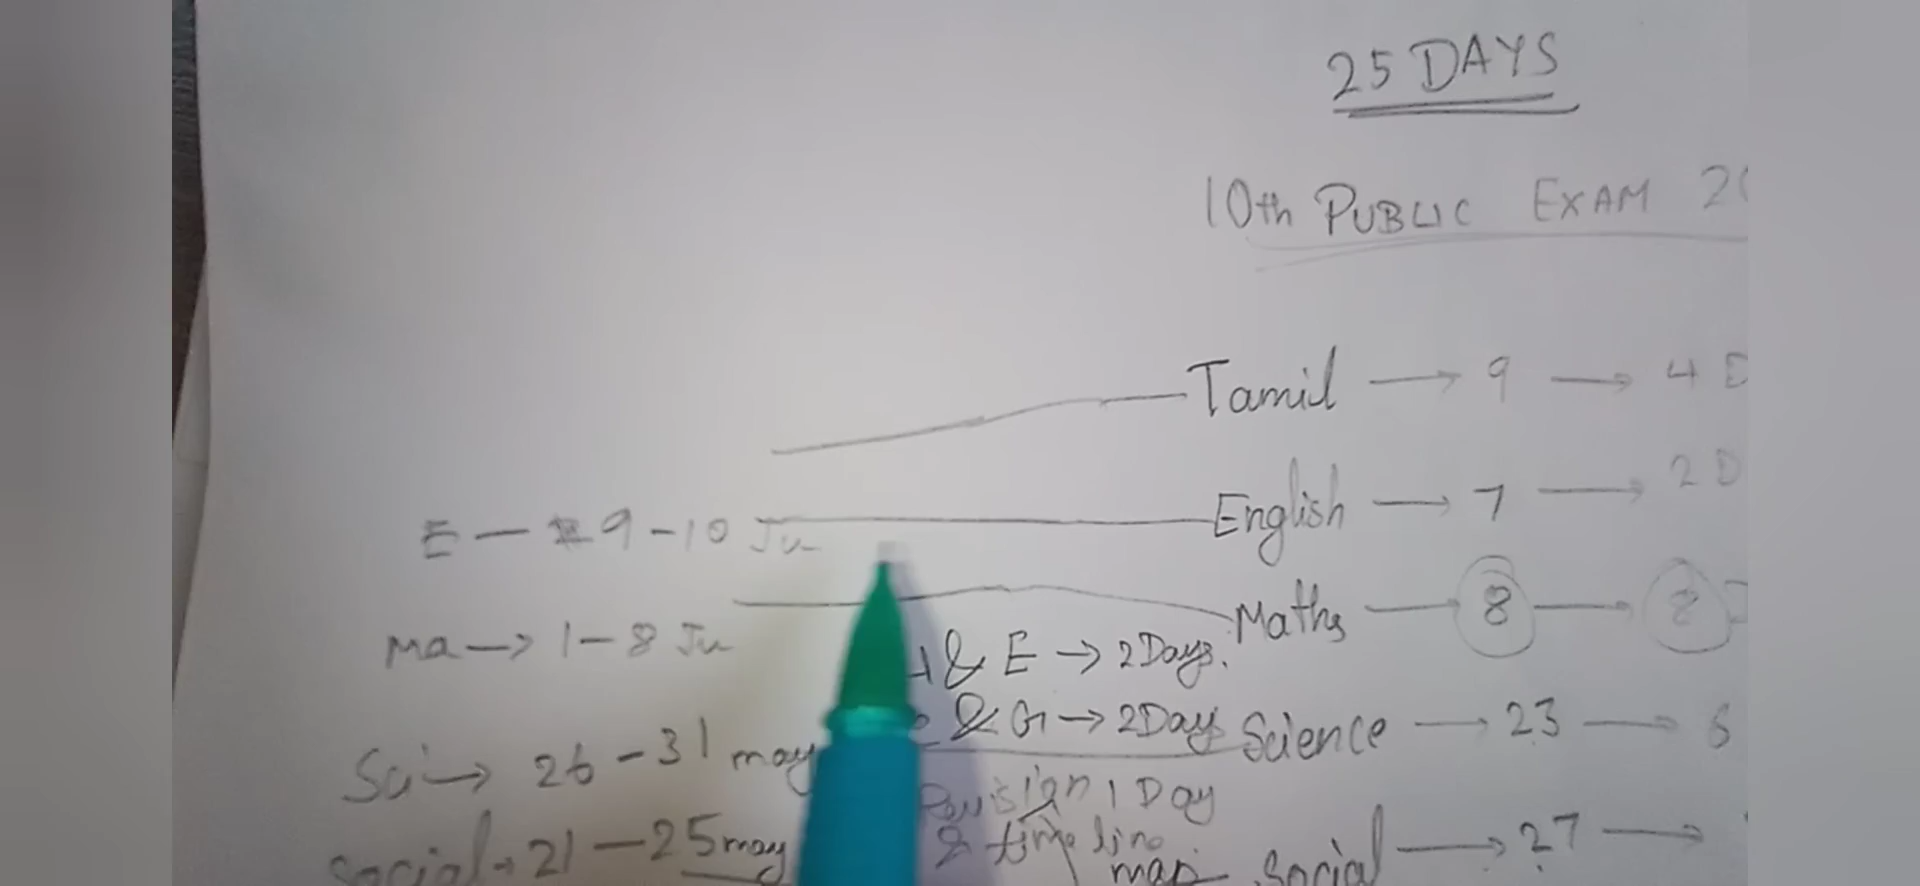 25 DAYS
10th PUBLIC EXAM
Tamil → 9 → 4 D
English → 7 → 2 D
E — 9 - 10 Ju
Maths → 8 → 8
Ma → 1 - 8 Ju
& E → 2 Days.
& G → 2 Days
Science → 23 → 6
Sci → 26 - 31 may
Revision 1 Day
& time line
map
Social → 27 →
Social → 21 — 25 may